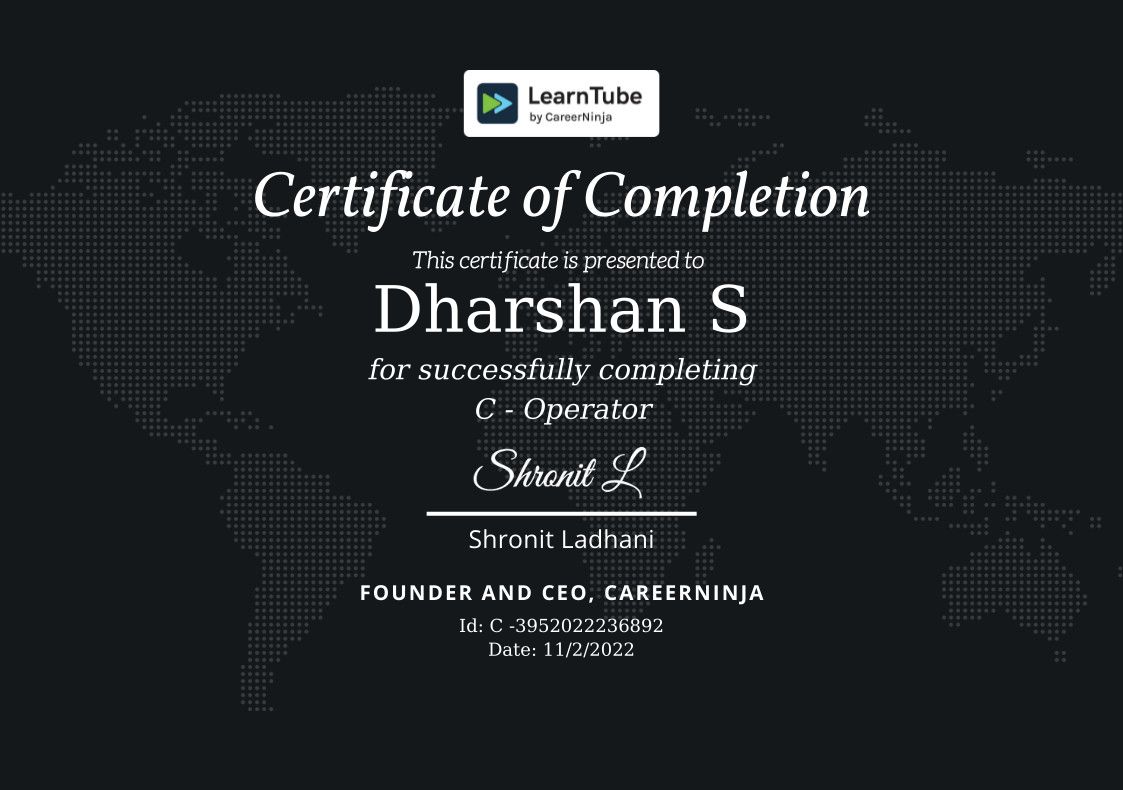 LearnTube
by CareerNinja
Certificate of Completion
This certificate is presented to
Dharshan S
for successfully completing
C - Operator
Shronit L
Shronit Ladhani
FOUNDER AND CEO, CAREERNINJA
Id: C -3952022236892
Date: 11/2/2022